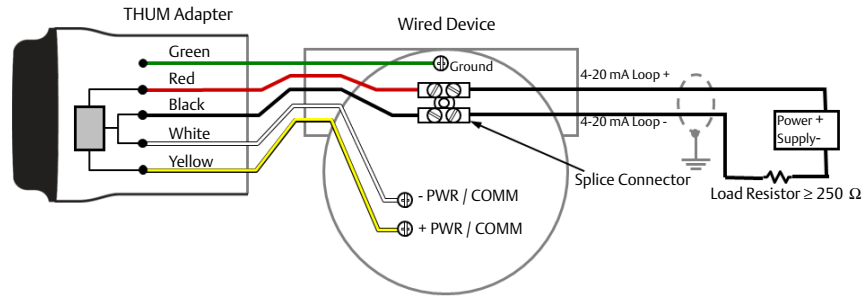 THUM Adapter
Wired Device
Green
Ground
Red
4-20 mA Loop +
Black
4-20 mA Loop -
Power +
Supply-
White
Yellow
Splice Connector
Load Resistor ≥ 250 Ω
- PWR / COMM
+ PWR / COMM